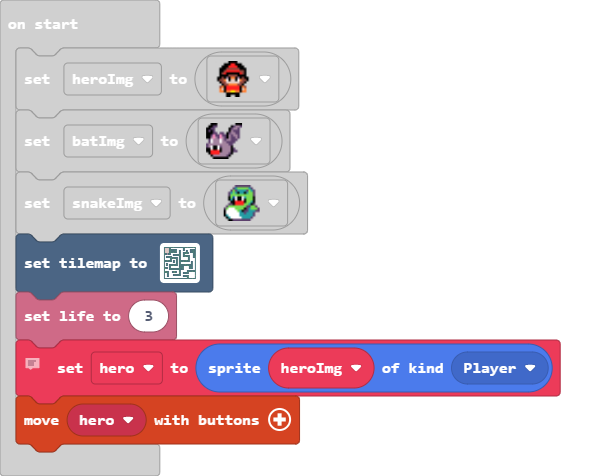 on start
set heroImg to
set batImg to
set snakeImg to
set tilemap to
set life to 3
set hero to sprite heroImg of kind Player
move hero with buttons